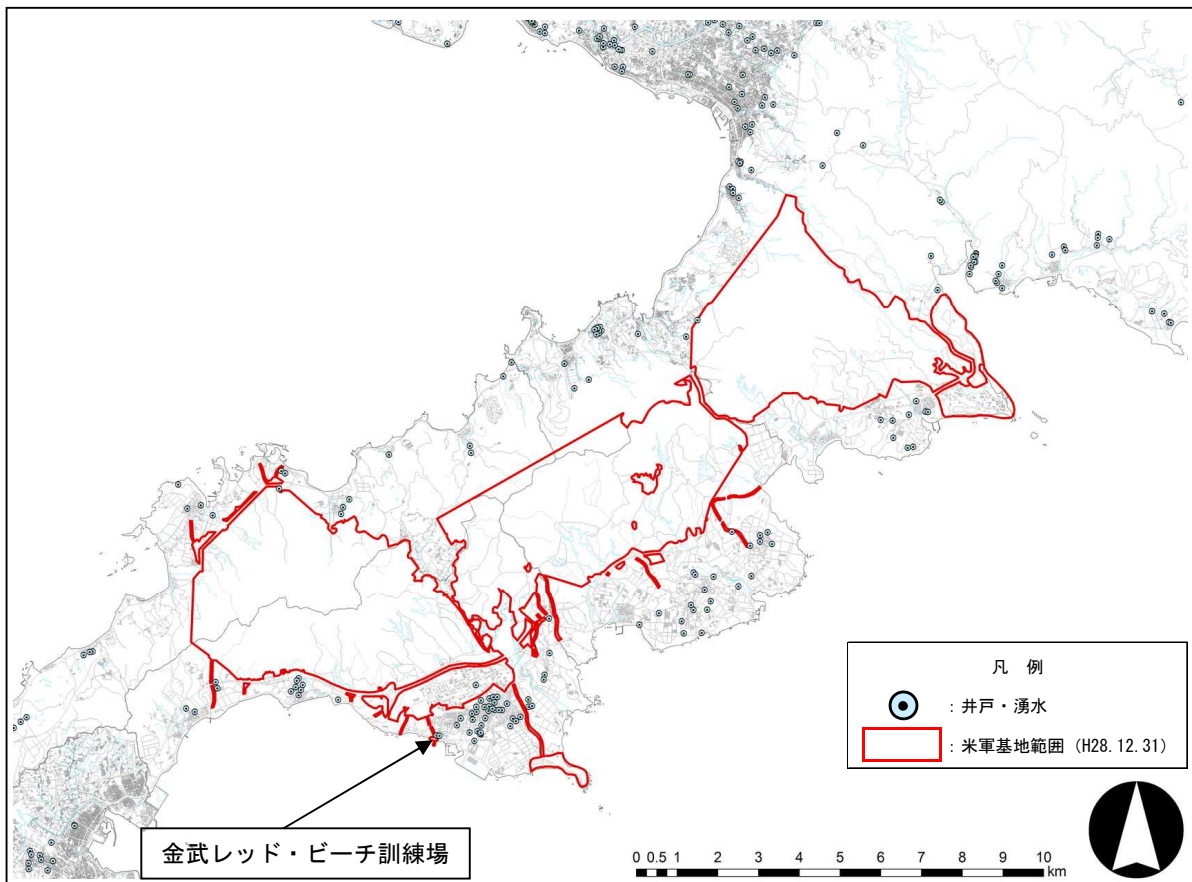 凡 例
: 井戸・湧水
: 米軍基地範囲 (H28.12.31)
金武レッド・ビーチ訓練場
0 0.5 1 2 3 4 5 6 7 8 9 10
km